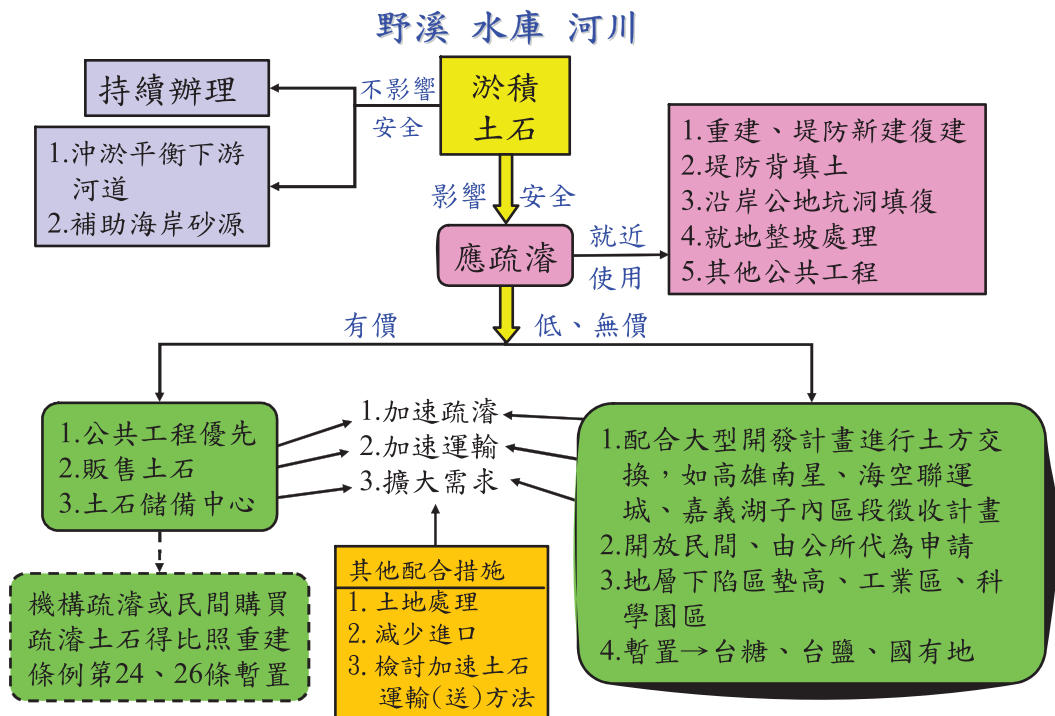 野溪 水庫 河川
淤積
土石
不影響
安全
持續辦理
1.沖淤平衡下游
河道
2.補助海岸砂源
影響 安全
應疏濬
就近
使用
1.重建、堤防新建復建
2.堤防背填土
3.沿岸公地坑洞填復
4.就地整坡處理
5.其他公共工程
有價
低、無價
1.公共工程優先
2.販售土石
3.土石儲備中心
1.加速疏濬
2.加速運輸
3.擴大需求
1.配合大型開發計畫進行土方交
換，如高雄南星、海空聯運
城、嘉義湖子內區段徵收計畫
2.開放民間、由公所代為申請
3.地層下陷區墊高、工業區、科
學園區
4.暫置→台糖、台鹽、國有地
機構疏濬或民間購買
疏濬土石得比照重建
條例第24、26條暫置
其他配合措施
1. 土地處理
2. 減少進口
3. 檢討加速土石
運輸(送)方法